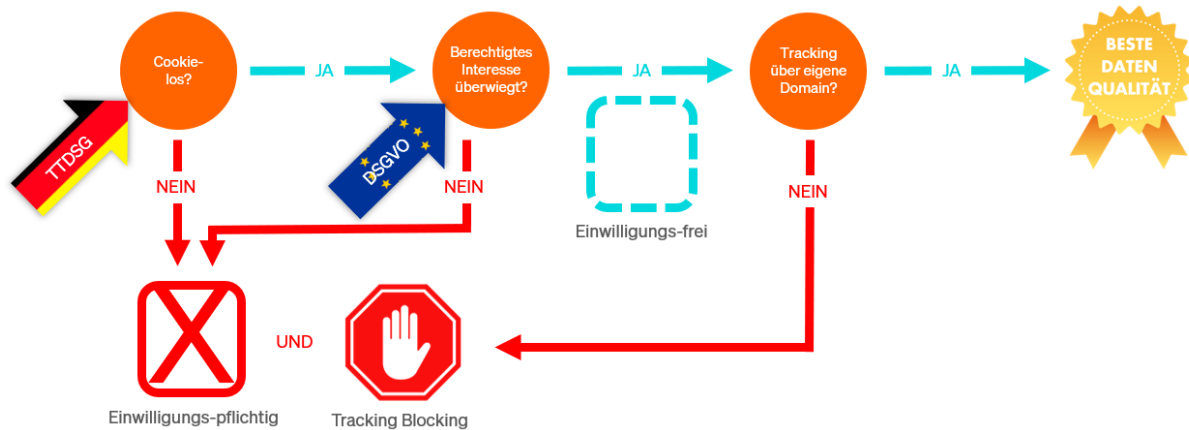 Cookie-
los?
JA
Berechtigtes
Interesse
überwiegt?
JA
Tracking
über eigene
Domain?
JA
BESTE
DATEN
QUALITÄT
TTDSG
DSGVO
NEIN
NEIN
NEIN
Einwilligungs-frei
UND
Einwilligungs-pflichtig
Tracking Blocking